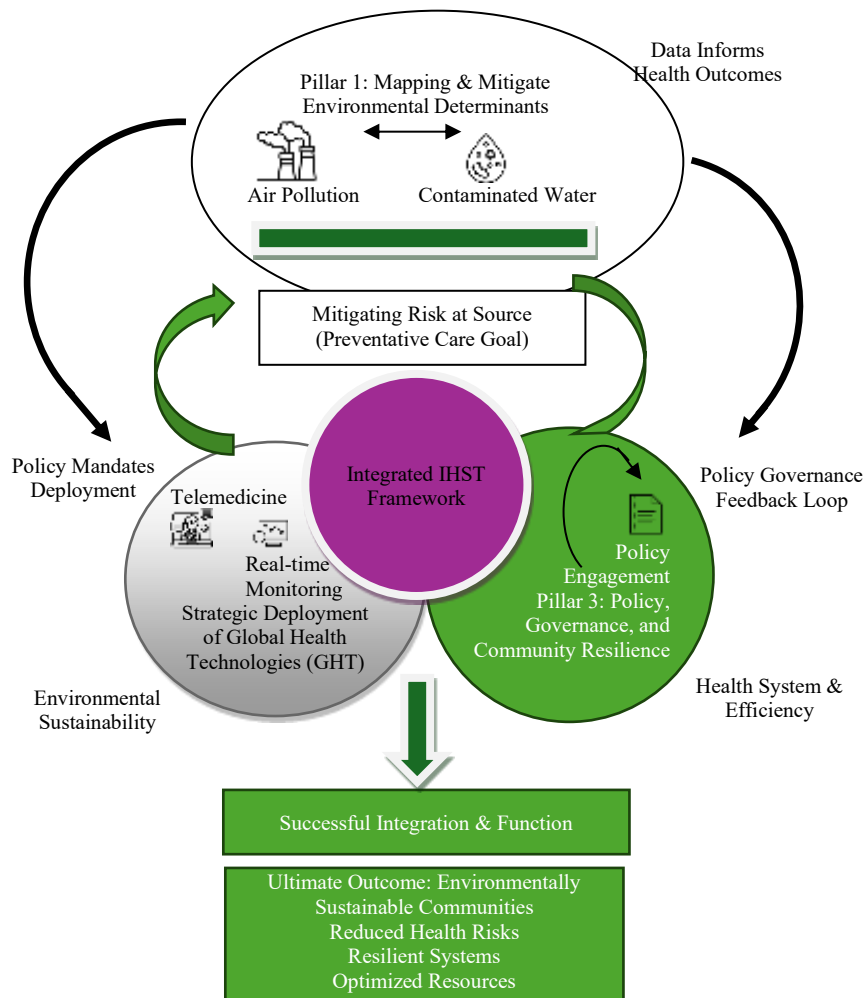 Data Informs
Health Outcomes
Pillar 1: Mapping & Mitigate
Environmental Determinants
Air Pollution
Contaminated Water
Mitigating Risk at Source
(Preventative Care Goal)
Policy Mandates
Deployment
Integrated IHST
Framework
Policy Governance
Feedback Loop
Telemedicine
Real-time
Monitoring
Strategic Deployment
of Global Health
Technologies (GHT)
Policy
Engagement
Pillar 3: Policy,
Governance, and
Community Resilience
Environmental
Sustainability
Health System &
Efficiency
Successful Integration & Function
Ultimate Outcome: Environmentally
Sustainable Communities
Reduced Health Risks
Resilient Systems
Optimized Resources